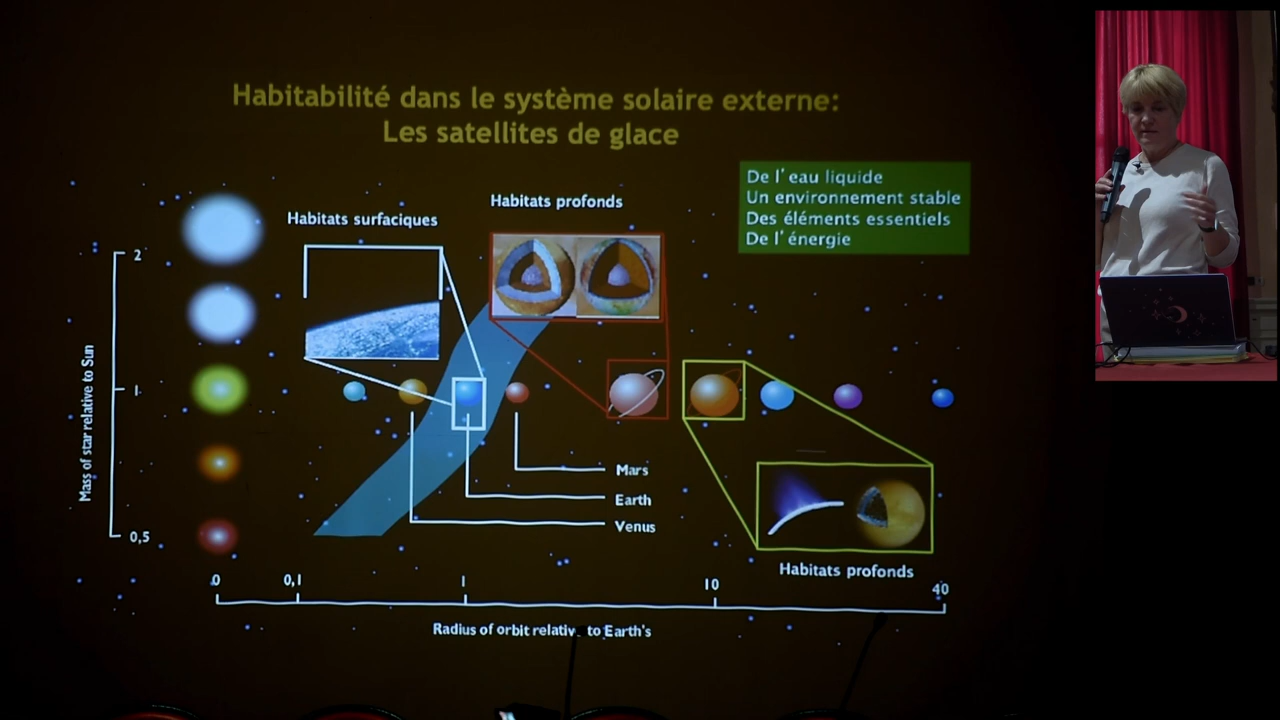 Habitabilité dans le système solaire externe:
Les satellites de glace
De l'eau liquide
Un environnement stable
Des éléments essentiels
De l'énergie
Habitats profonds
Habitats surfaciques
2
1
0,5
Mass of star relative to Sun
Mars
Earth
Venus
Habitats profonds
0
0,1
1
10
40
Radius of orbit relative to Earth's